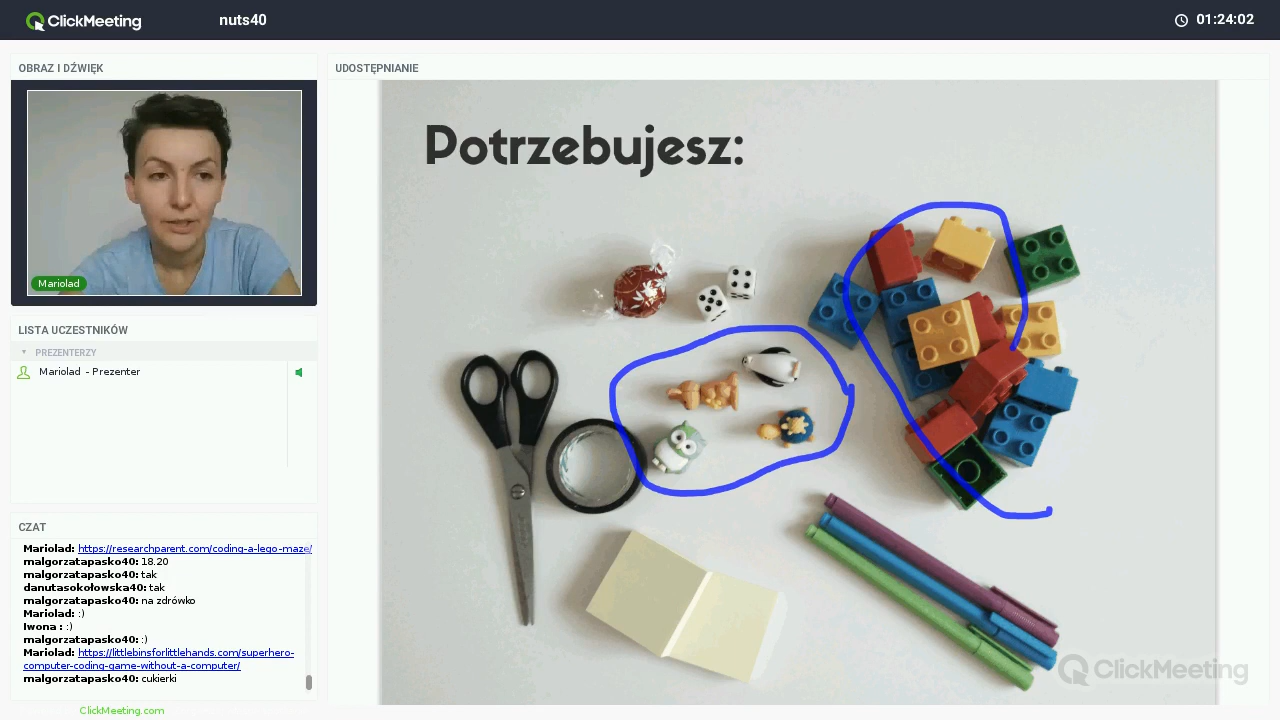 ClickMeeting
nuts40
01:24:02
OBRAZ I DŹWIĘK
Mariolad
LISTA UCZESTNIKÓW
PREZENTERZY
Mariolad - Prezenter
CZAT
Mariolad: https://researchparent.com/coding-a-lego-maze/
malgorzatapasko40: 18.20
malgorzatapasko40: tak
danutasokołowska40: tak
malgorzatapasko40: na zdrówko
Mariolad: :)
Iwona : :)
malgorzatapasko40: :)
Mariolad: https://littlebinsforlittlehands.com/superhero-
computer-coding-game-without-a-computer/
malgorzatapasko40: cukierki
ClickMeeting.com
UDOSTĘPNIANIE
Potrzebujesz:
ClickMeeting